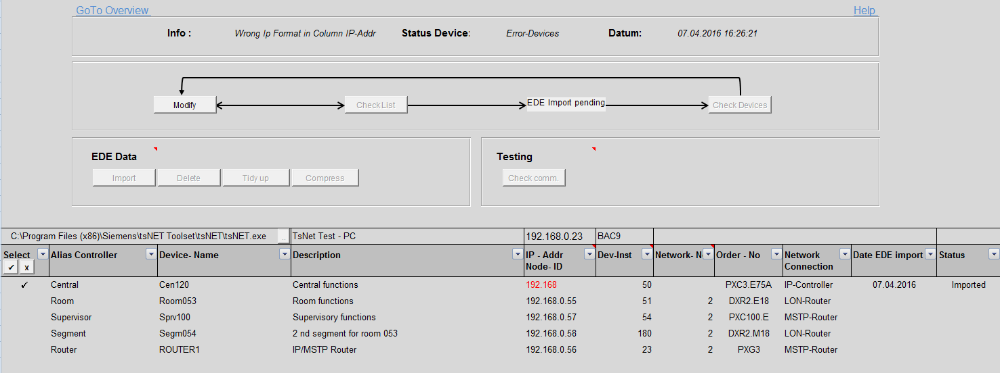 GoTo Overview Help
Info : Wrong Ip Format in Column IP-Addr Status Device: Error-Devices Datum: 07.04.2016 16:26:21
Modify Check List EDE Import pending Check Devices
EDE Data Testing
Import Delete Tidy up Compress Check comm.
C:\Program Files (x86)\Siemens\tsNET Toolset\tsNET\tsNET.exe .. TsNet Test - PC 192.168.0.23 BAC9
Select Alias Controller Device- Name Description IP - Addr Dev-Inst Network- N Order - No Network Date EDE import Status
✓ x Node- ID Connection
✓ Central Cen120 Central functions 192.168 50 PXC3.E75A IP-Controller 07.04.2016 Imported
Room Room053 Room functions 192.168.0.55 51 2 DXR2.E18 LON-Router
Supervisor Sprv100 Supervisory functions 192.168.0.57 54 2 PXC100.E MSTP-Router
Segment Segm054 2 nd segment for room 053 192.168.0.58 180 2 DXR2.M18 LON-Router
Router ROUTER1 IP/MSTP Router 192.168.0.56 23 2 PXG3 MSTP-Router